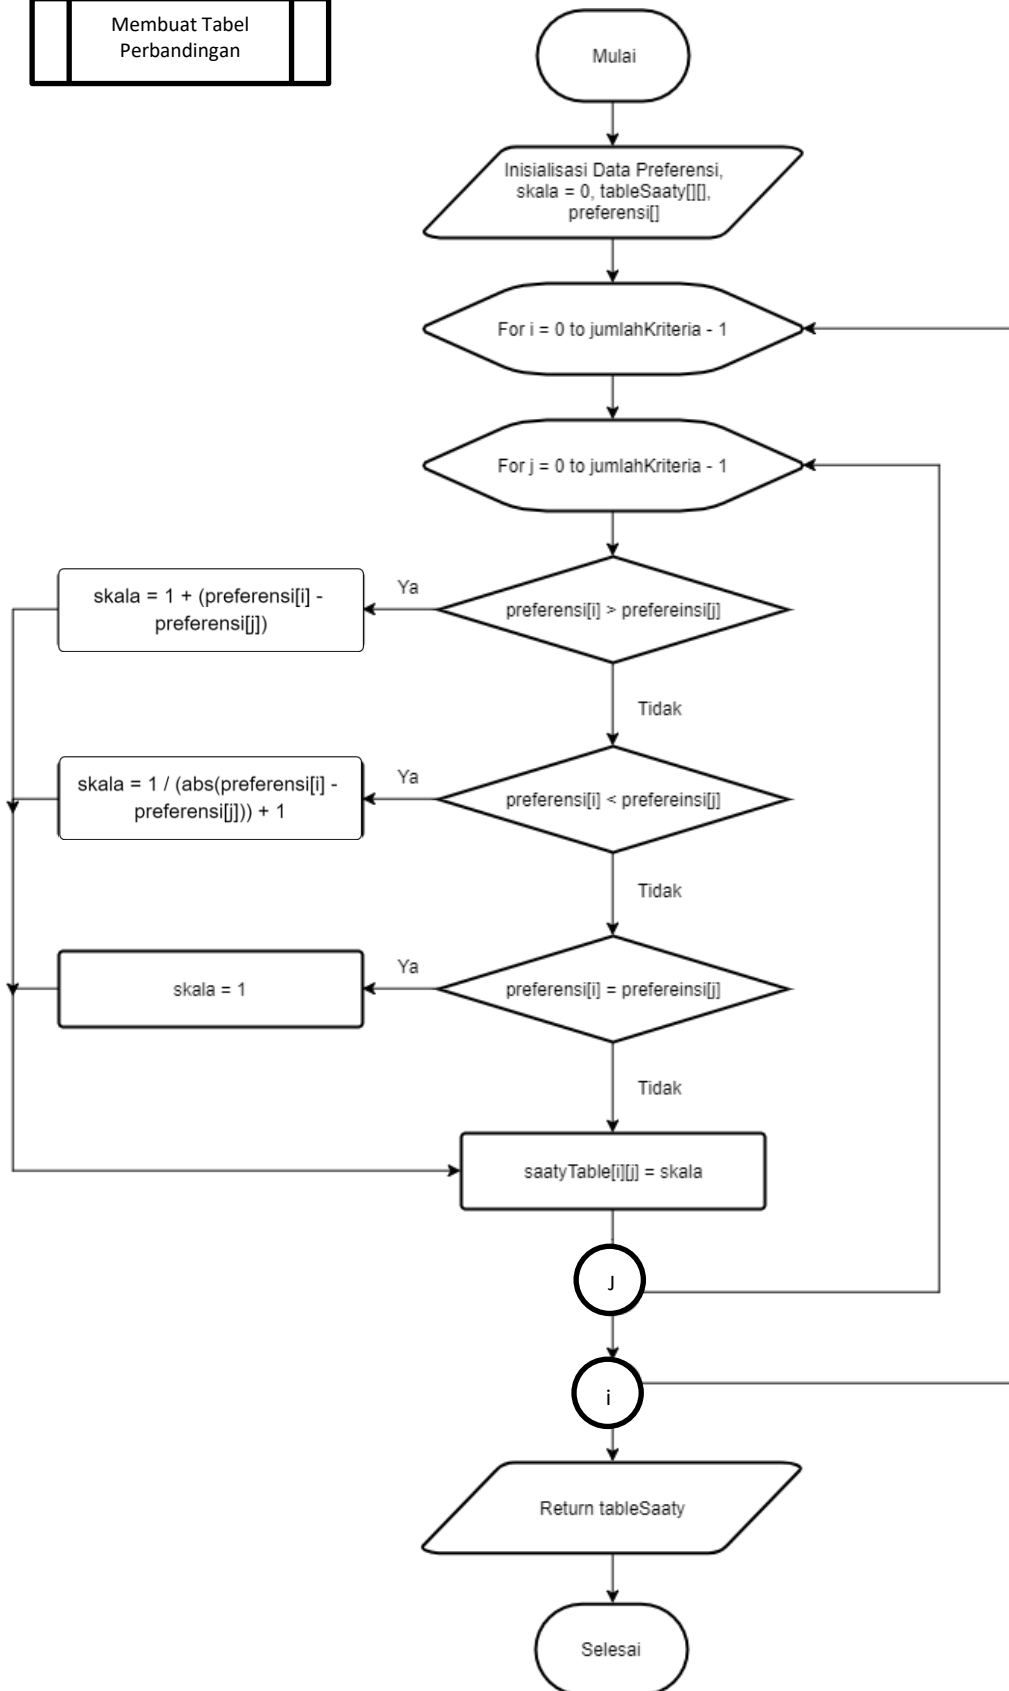 Membuat Tabel
Perbandingan
Mulai
Inisialisasi Data Preferensi,
skala = 0, tableSaaty[][],
preferensi[]
For i = 0 to jumlahKriteria - 1
For j = 0 to jumlahKriteria - 1
preferensi[i] > prefereinsi[j]
Ya
skala = 1 + (preferensi[i] -
preferensi[j])
Tidak
preferensi[i] < prefereinsi[j]
Ya
skala = 1 / (abs(preferensi[i] -
preferensi[j])) + 1
Tidak
preferensi[i] = prefereinsi[j]
Ya
skala = 1
Tidak
saatyTable[i][j] = skala
J
i
Return tableSaaty
Selesai